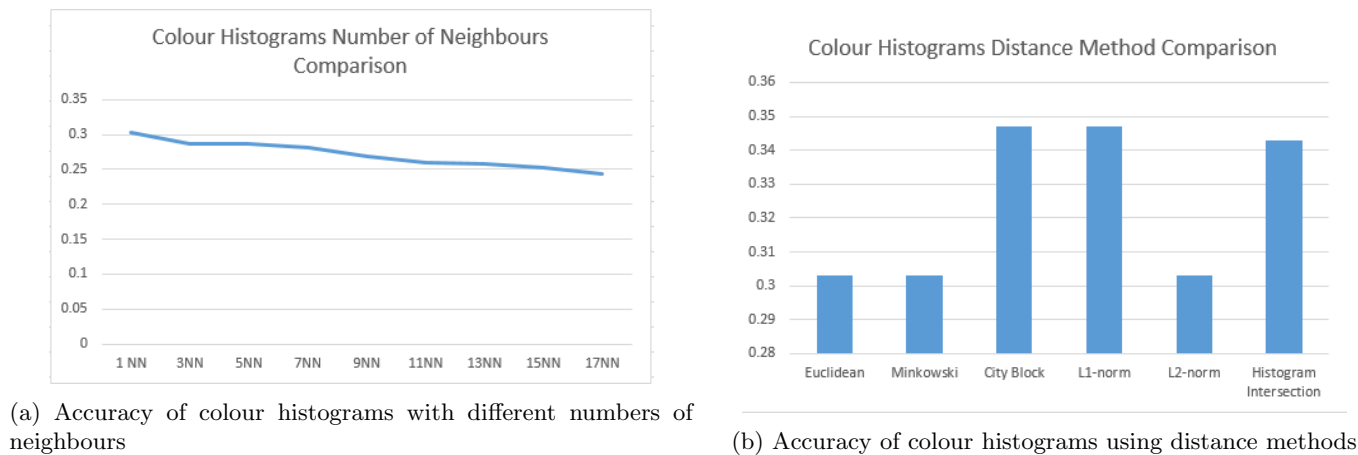 Colour Histograms Number of Neighbours
Comparison
0.35
0.3
0.25
0.2
0.15
0.1
0.05
0
1 NN 3NN 5NN 7NN 9NN 11NN 13NN 15NN 17NN
(a) Accuracy of colour histograms with different numbers of
neighbours
Colour Histograms Distance Method Comparison
0.36
0.35
0.34
0.33
0.32
0.31
0.3
0.29
0.28
Euclidean Minkowski City Block L1-norm L2-norm Histogram
Intersection
(b) Accuracy of colour histograms using distance methods